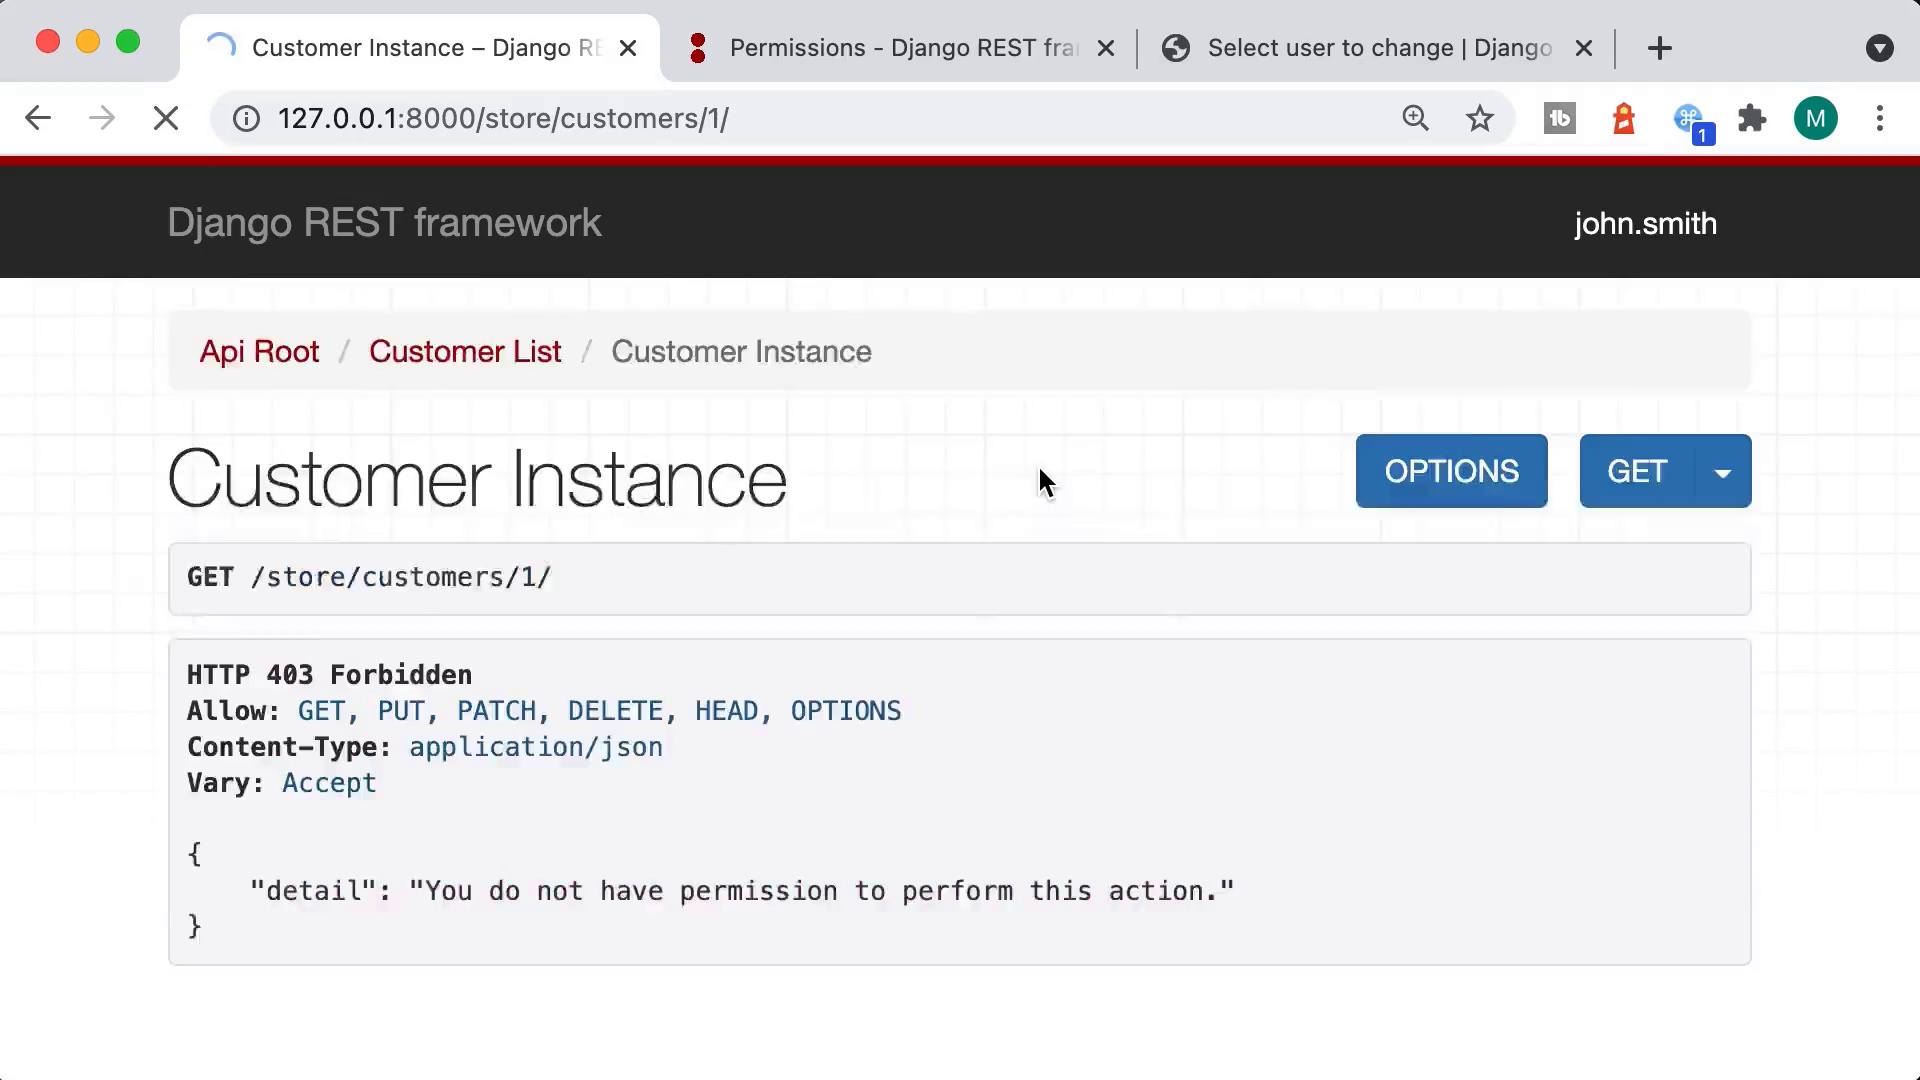 Customer Instance – Django RE
Permissions - Django REST fra
Select user to change | Django
127.0.0.1:8000/store/customers/1/
1
M
Django REST framework
john.smith
Api Root / Customer List / Customer Instance
Customer Instance
OPTIONS
GET
GET /store/customers/1/
HTTP 403 Forbidden
Allow: GET, PUT, PATCH, DELETE, HEAD, OPTIONS
Content-Type: application/json
Vary: Accept
{
"detail": "You do not have permission to perform this action."
}